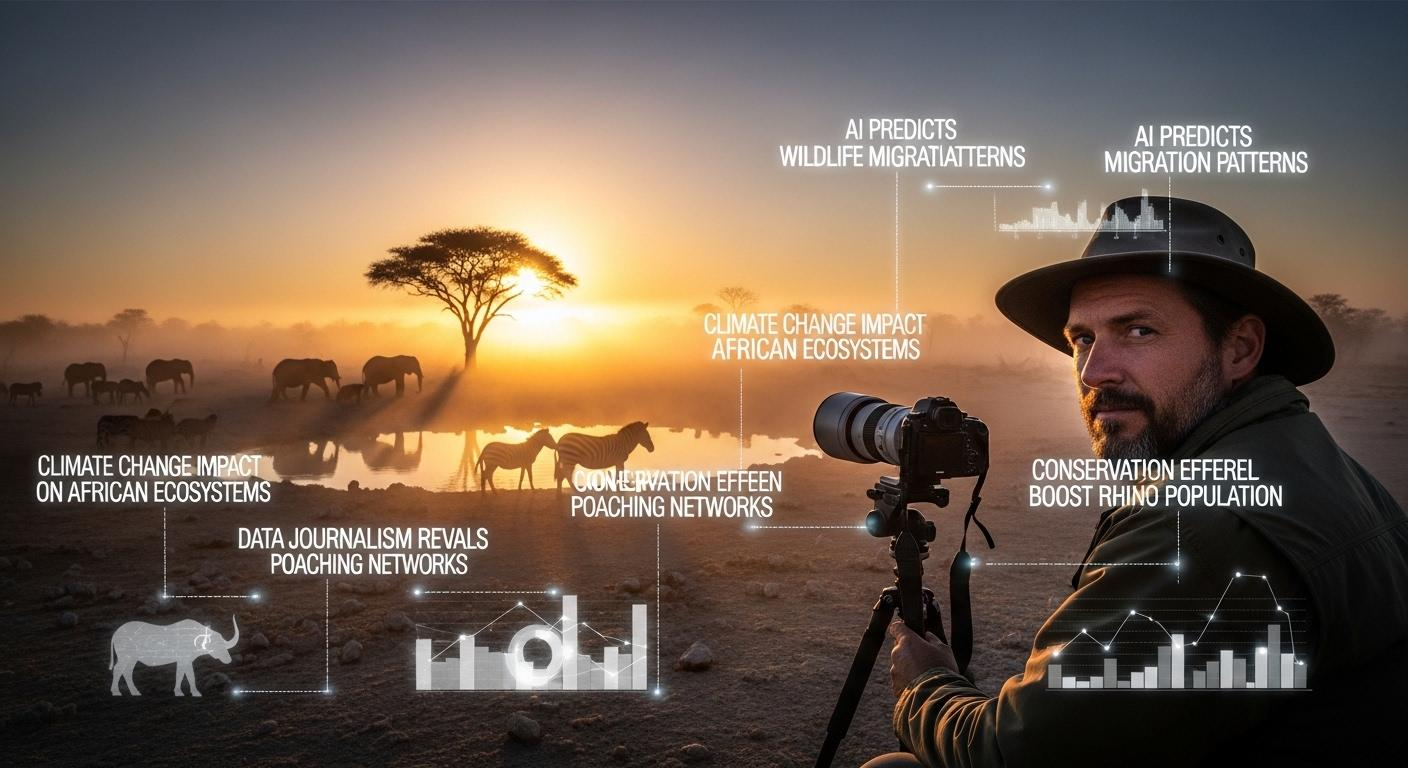 AI PREDICTS
WILDLIFE MIGRATIATTERNS
AI PREDICTS
MIGRATION PATTERNS
CLIMATE CHANGE IMPACT
AFRICAN ECOSYSTEMS
CLIMATE CHANGE IMPACT
ON AFRICAN ECOSYSTEMS
EFFEEN
POACHING NETWORKS
CONSERVATION EFFEREL
BOOST RHINO POPULATION
DATA JOURNALISM REVALS
POACHING NETWORKS